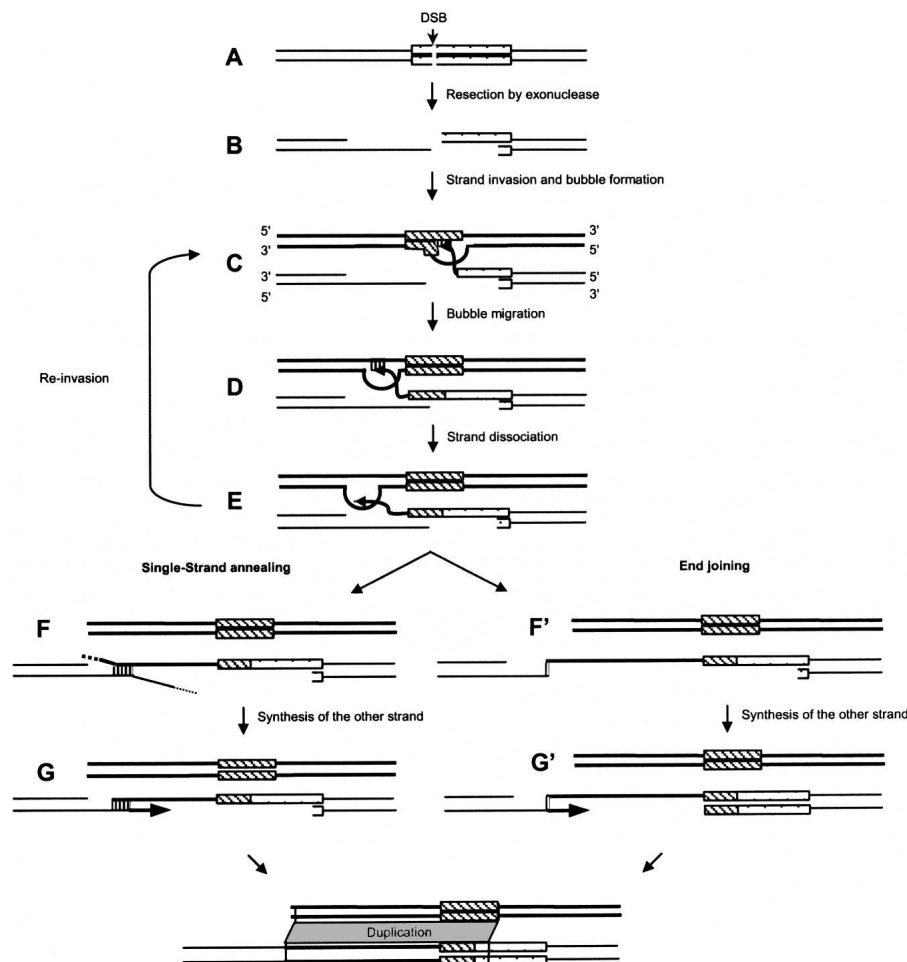 DSB
A
Resection by exonuclease
B
Strand invasion and bubble formation
5' 3'
3' 5'
C
3' 5'
5' 3'
Bubble migration
Re-invasion
D
Strand dissociation
E
Single-Strand annealing
End joining
F
F'
Synthesis of the other strand
Synthesis of the other strand
G
G'
Duplication